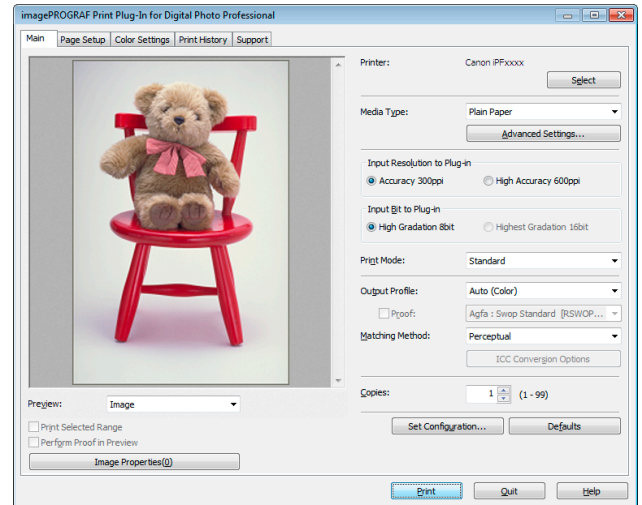 imagePROGRAF Print Plug-In for Digital Photo Professional
Main Page Setup Color Settings Print History Support
Printer: Canon iPFxxxx
Select
Media Type: Plain Paper
Advanced Settings...
Input Resolution to Plug-in
Accuracy 300ppi High Accuracy 600ppi
Input Bit to Plug-in
High Gradation 8bit Highest Gradation 16bit
Print Mode: Standard
Output Profile: Auto (Color)
Proof: Agfa : Swop Standard [RSWOP...
Matching Method: Perceptual
ICC Conversion Options
Copies: 1 (1 - 99)
Preview: Image
Set Configuration... Defaults
Print Selected Range
Perform Proof in Preview
Image Properties(0)
Print Quit Help